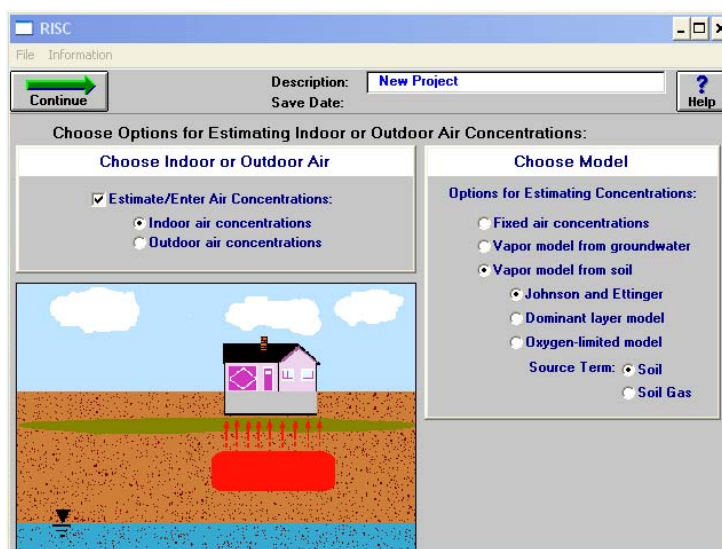 RISC
File Information
Continue
Description: New Project
Save Date:
? Help
Choose Options for Estimating Indoor or Outdoor Air Concentrations:
Choose Indoor or Outdoor Air
Estimate/Enter Air Concentrations:
Indoor air concentrations
Outdoor air concentrations
Choose Model
Options for Estimating Concentrations:
Fixed air concentrations
Vapor model from groundwater
Vapor model from soil
Johnson and Ettinger
Dominant layer model
Oxygen-limited model
Source Term: Soil
Soil Gas